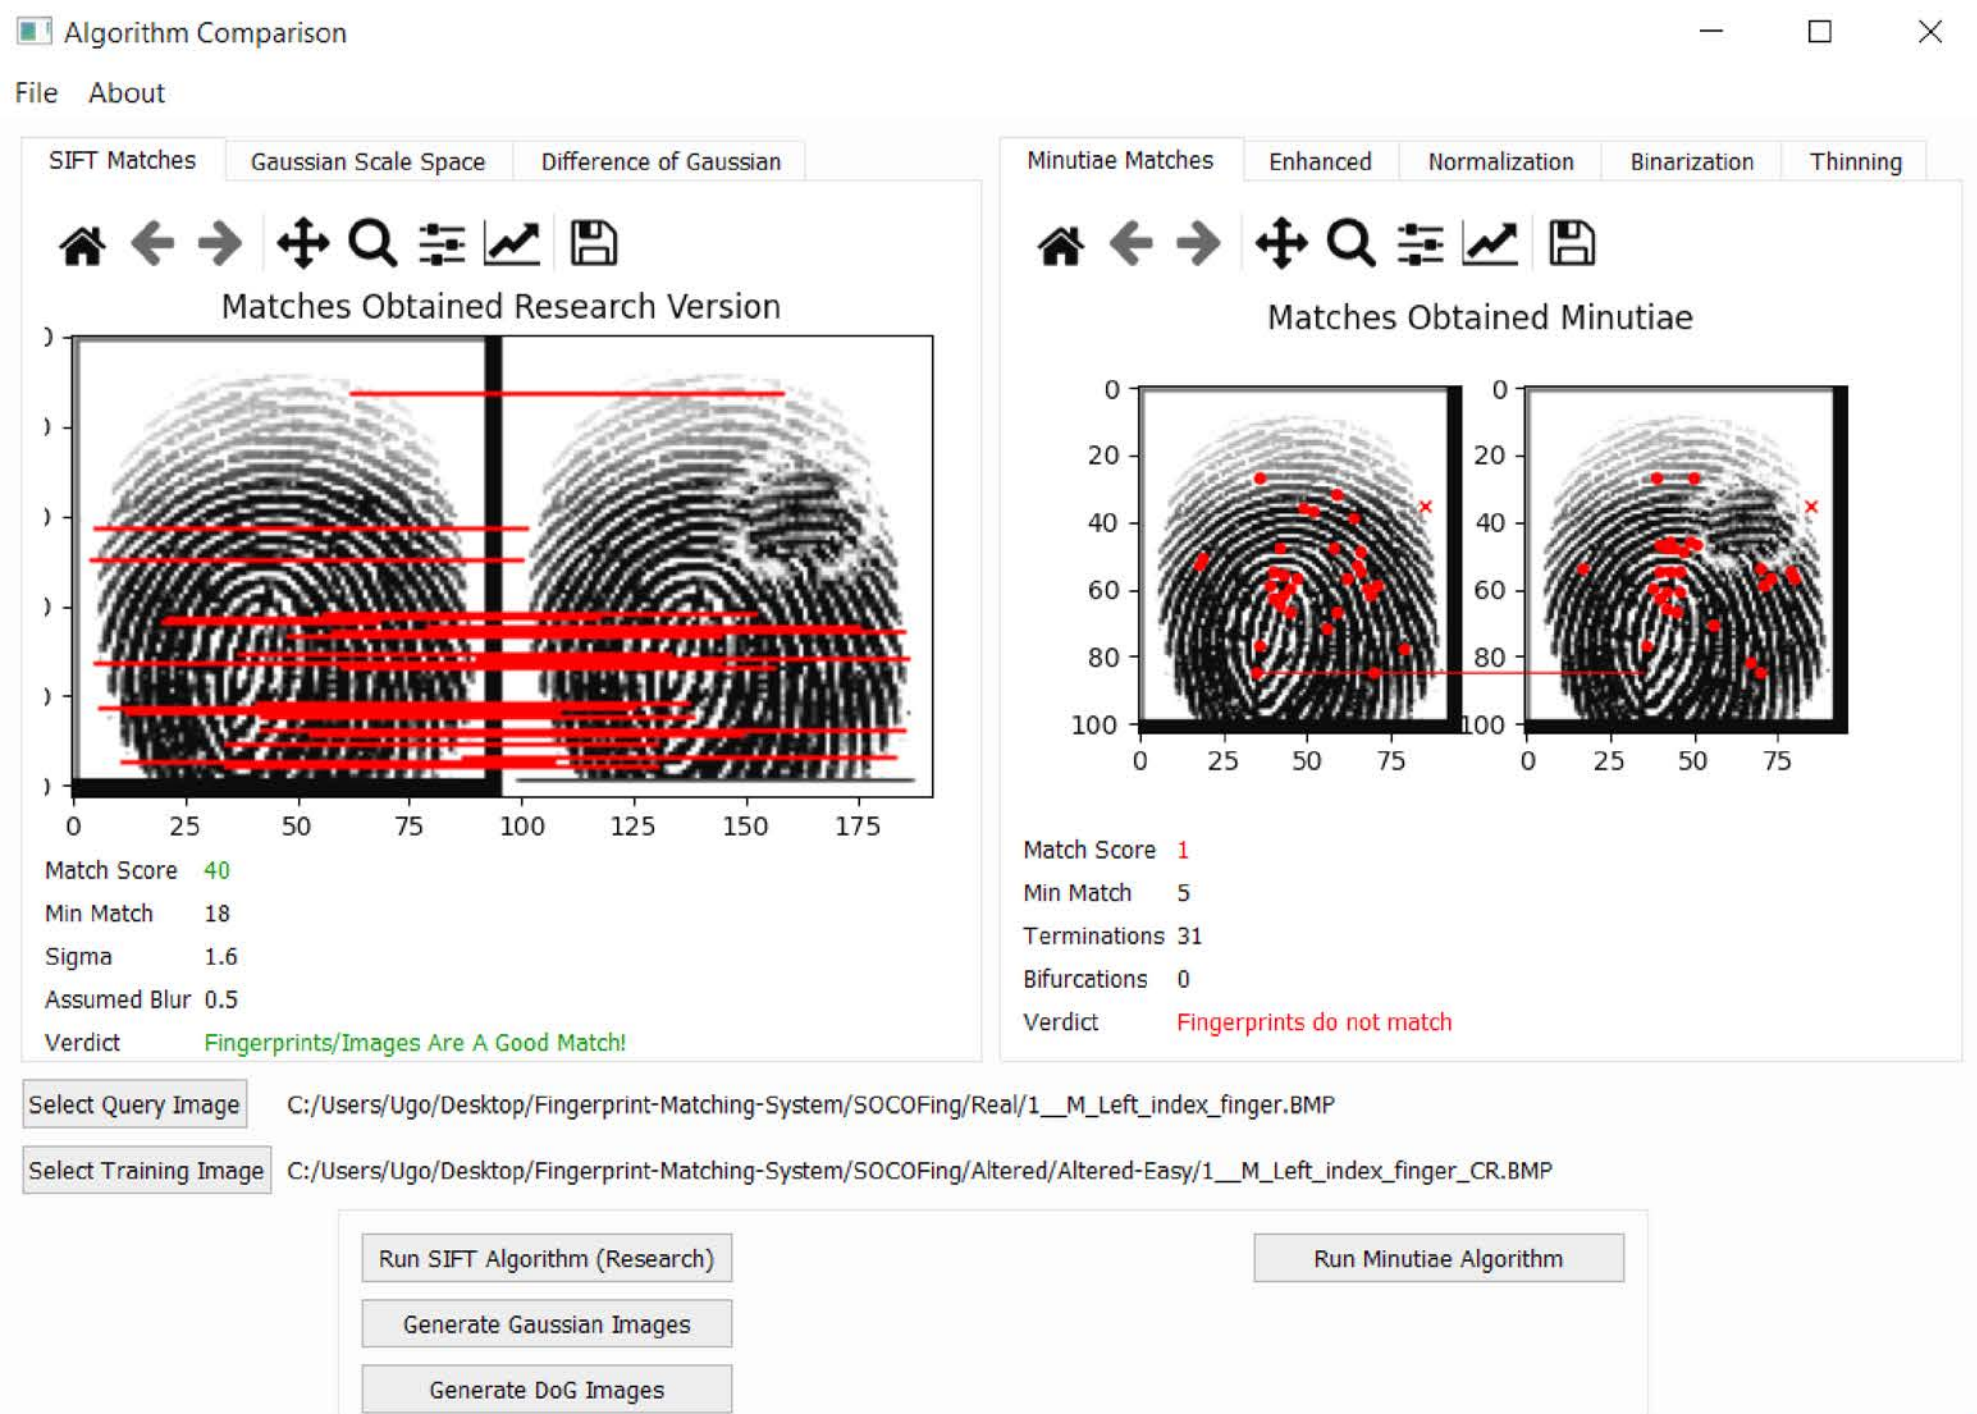 Algorithm Comparison
File About
SIFT Matches Gaussian Scale Space Difference of Gaussian
Matches Obtained Research Version
0 25 50 75 100 125 150 175
Match Score 40
Min Match 18
Sigma 1.6
Assumed Blur 0.5
Verdict Fingerprints/Images Are A Good Match!
Minutiae Matches Enhanced Normalization Binarization Thinning
Matches Obtained Minutiae
0
20
40
60
80
100
0 25 50 75
0
20
40
60
80
100
0 25 50 75
Match Score 1
Min Match 5
Terminations 31
Bifurcations 0
Verdict Fingerprints do not match
Select Query Image C:/Users/Ugo/Desktop/Fingerprint-Matching-System/SOCOFing/Real/1__M_Left_index_finger.BMP
Select Training Image C:/Users/Ugo/Desktop/Fingerprint-Matching-System/SOCOFing/Altered/Altered-Easy/1__M_Left_index_finger_CR.BMP
Run SIFT Algorithm (Research) Run Minutiae Algorithm
Generate Gaussian Images
Generate DoG Images